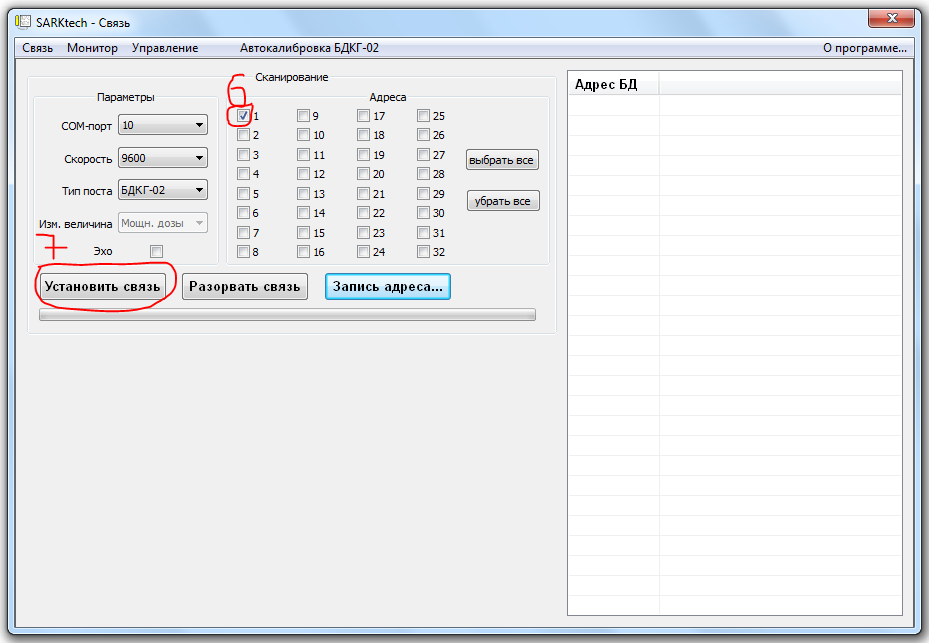 SARKtech - Связь
Связь Монитор Управление Автокалибровка БДКГ-02 О программе...
Сканирование
6
Параметры
Адреса
COM-порт 10
Скорость 9600
Тип поста БДКГ-02
Изм. величина Мощн. дозы
Эхо
7
1 9 17 25
2 10 18 26
3 11 19 27
4 12 20 28
5 13 21 29
6 14 22 30
7 15 23 31
8 16 24 32
выбрать все
убрать все
Установить связь Разорвать связь Запись адреса...
Адрес БД